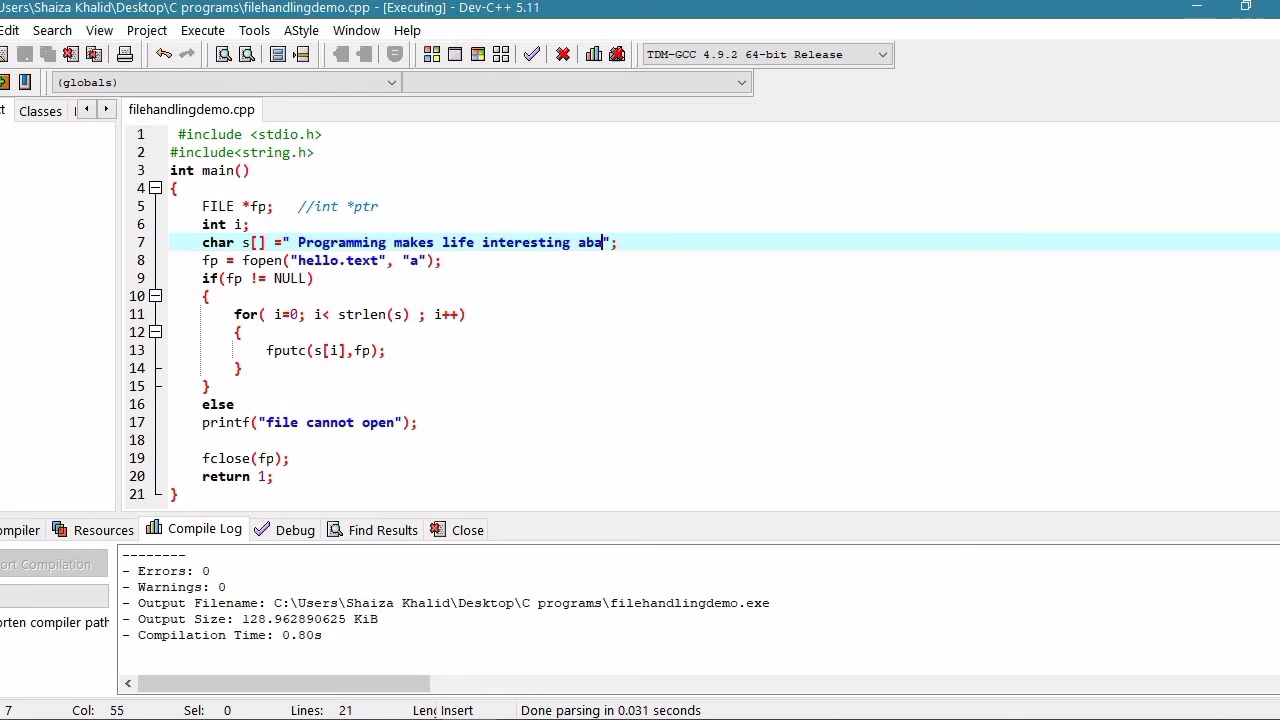 Users\Shaiza Khalid\Desktop\C programs\filehandlingdemo.cpp - [Executing] - Dev-C++ 5.11
Edit Search View Project Execute Tools AStyle Window Help
TDM-GCC 4.9.2 64-bit Release
(globals)
Classes
filehandlingdemo.cpp
1 #include <stdio.h>
2 #include<string.h>
3 int main()
4 {
5 FILE *fp; //int *ptr
6 int i;
7 char s[] =" Programming makes life interesting aba";
8 fp = fopen("hello.text", "a");
9 if(fp != NULL)
10 {
11 for( i=0; i< strlen(s) ; i++)
12 {
13 fputc(s[i],fp);
14 }
15 }
16 else
17 printf("file cannot open");
18
19 fclose(fp);
20 return 1;
21 }
ompiler Resources Compile Log Debug Find Results Close
ort Compilation
orten compiler path
--------
- Errors: 0
- Warnings: 0
- Output Filename: C:\Users\Shaiza Khalid\Desktop\C programs\filehandlingdemo.exe
- Output Size: 128.962890625 KiB
- Compilation Time: 0.80s
7 Col: 55 Sel: 0 Lines: 21 Leng Insert Done parsing in 0.031 seconds